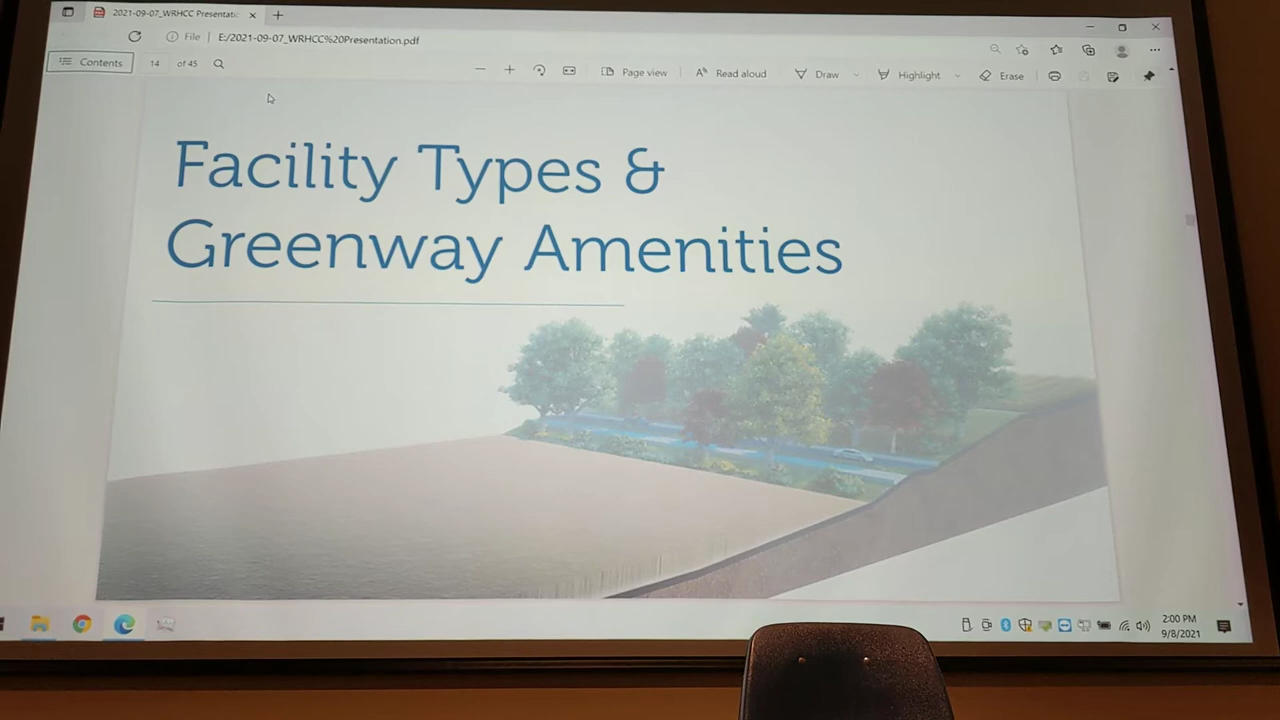 2021-09-07_WRHCC Presentatic
File
E:/2021-09-07_WRHCC%20Presentation.pdf
Contents
14
of 45
Page view
Read aloud
Draw
Highlight
Erase
Facility Types &
Greenway Amenities
2:00 PM
9/8/2021